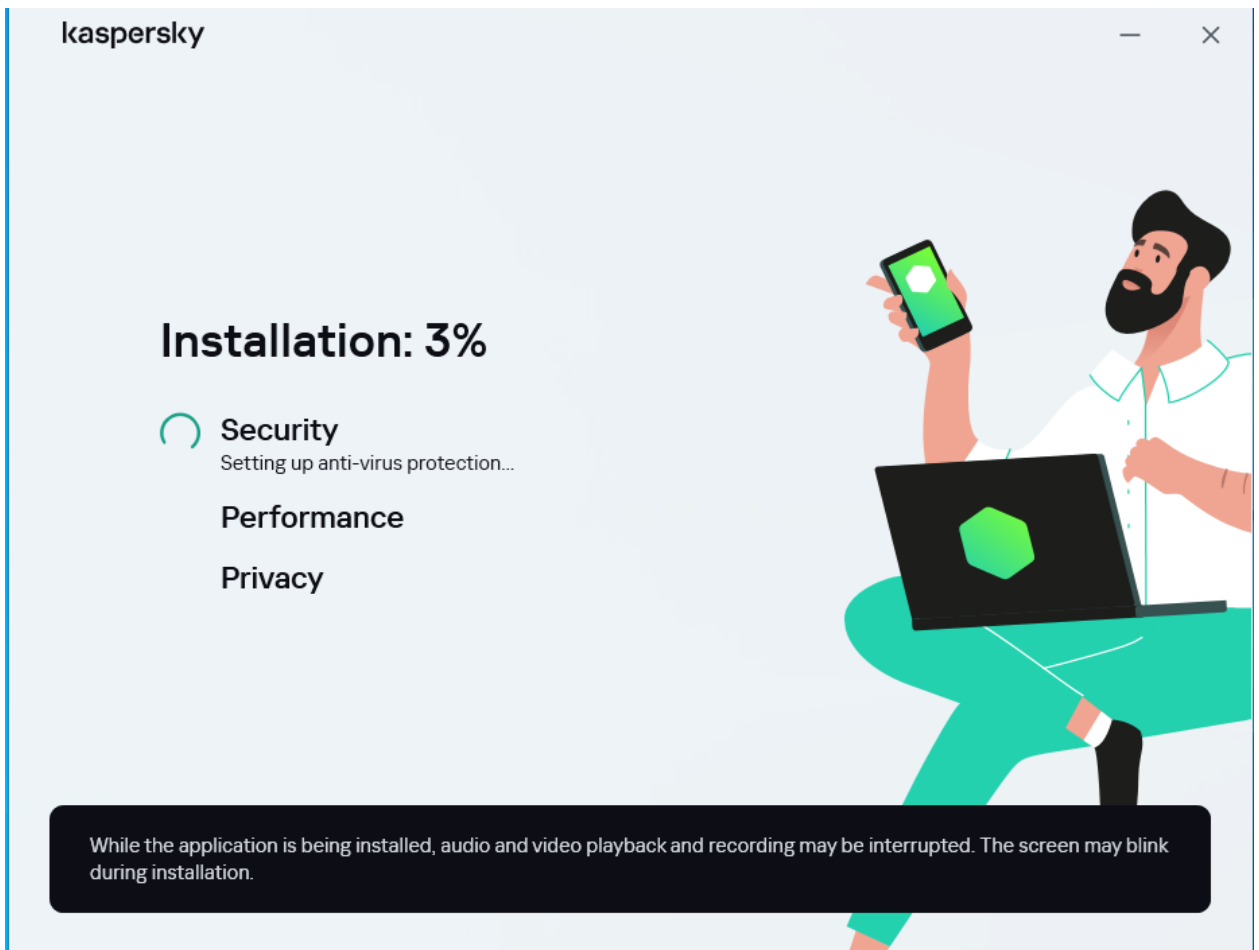 kaspersky
Installation: 3%
Security
Setting up anti-virus protection...
Performance
Privacy
While the application is being installed, audio and video playback and recording may be interrupted. The screen may blink
during installation.